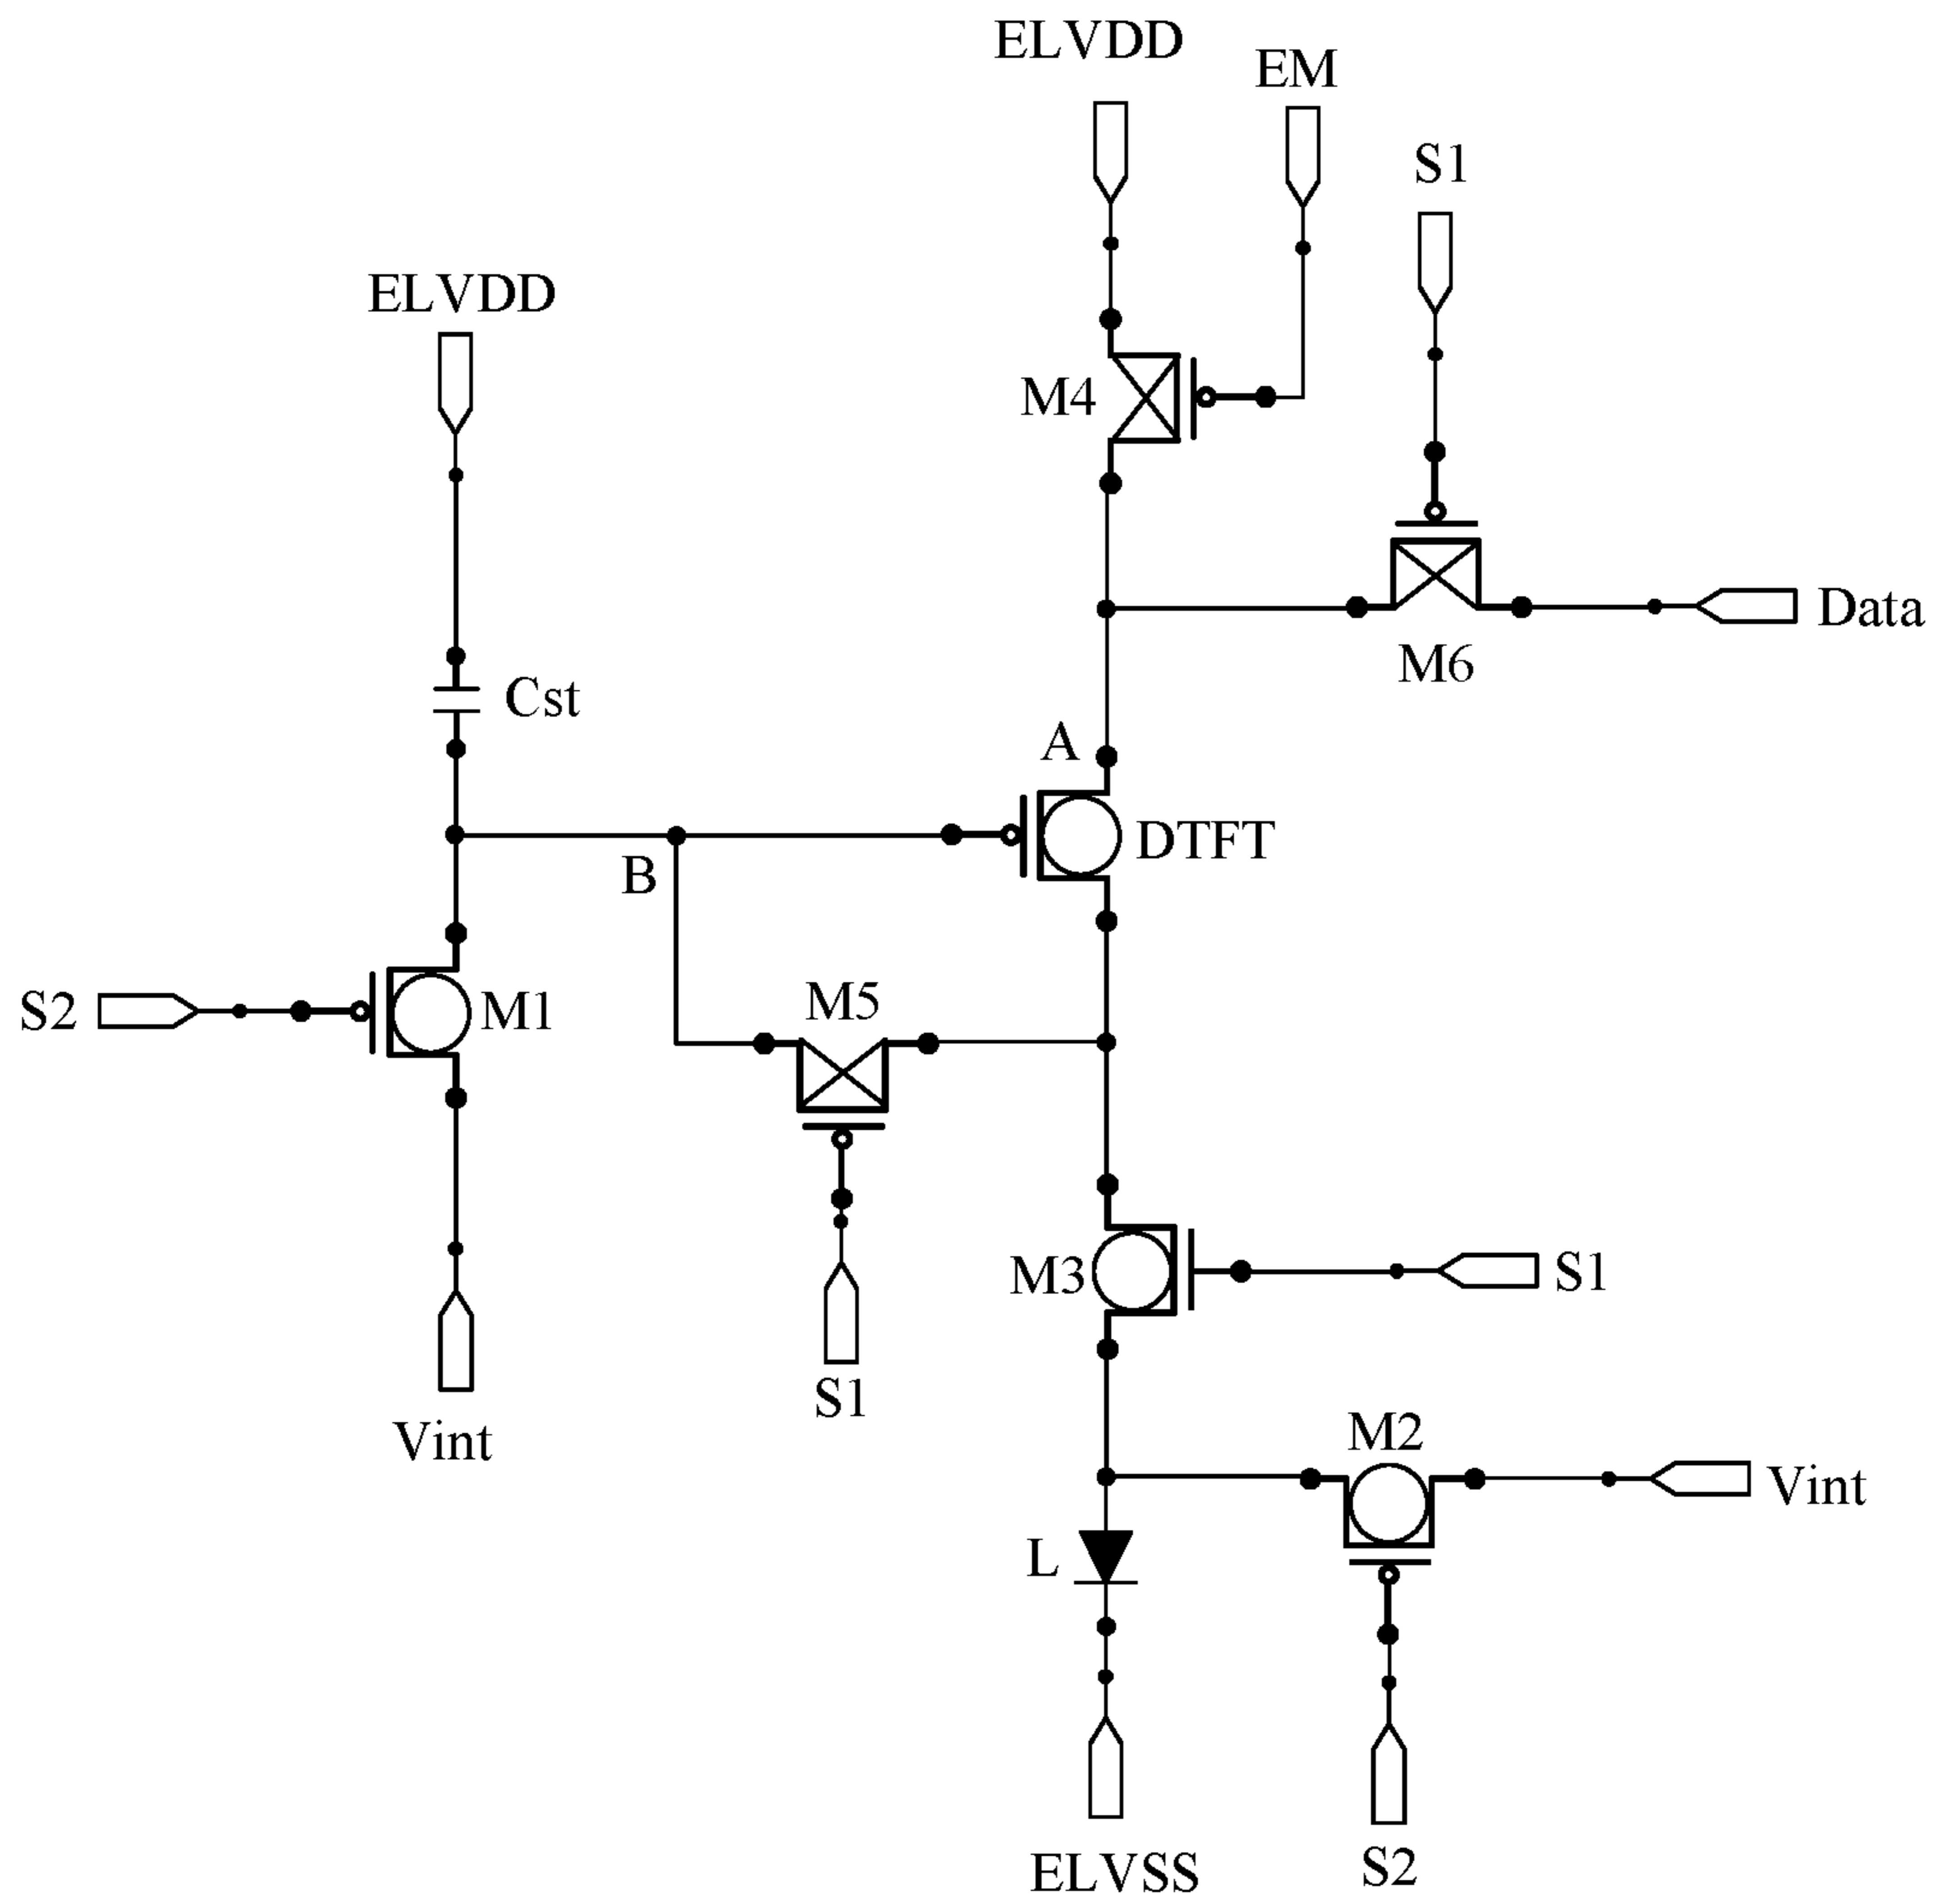 ELVDD
EM
S1
ELVDD
M4
Data
M6
Cst
A
DTFT
B
S2
M1
M5
M3
S1
S1
Vint
M2
Vint
L
ELVSS
S2